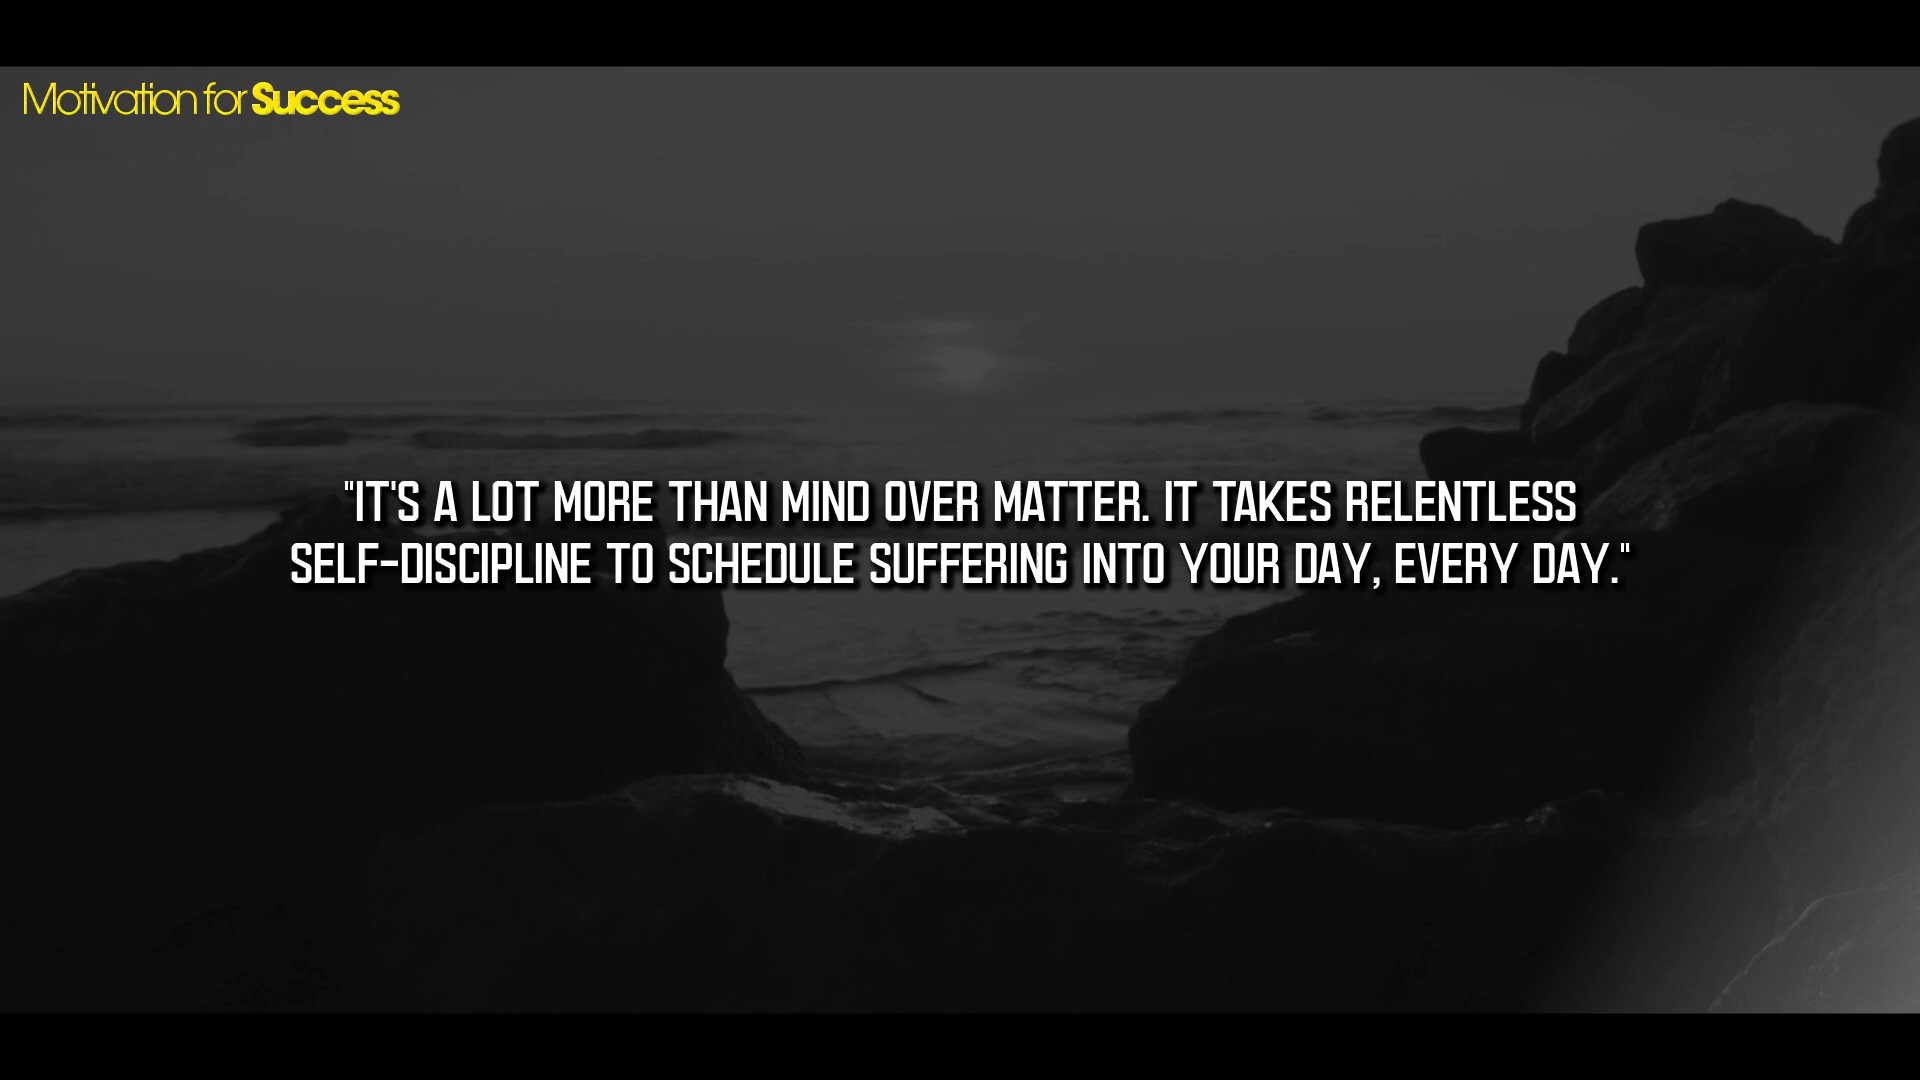 Motivation for Success
"IT'S A LOT MORE THAN MIND OVER MATTER. IT TAKES RELENTLESS
SELF-DISCIPLINE TO SCHEDULE SUFFERING INTO YOUR DAY, EVERY DAY."